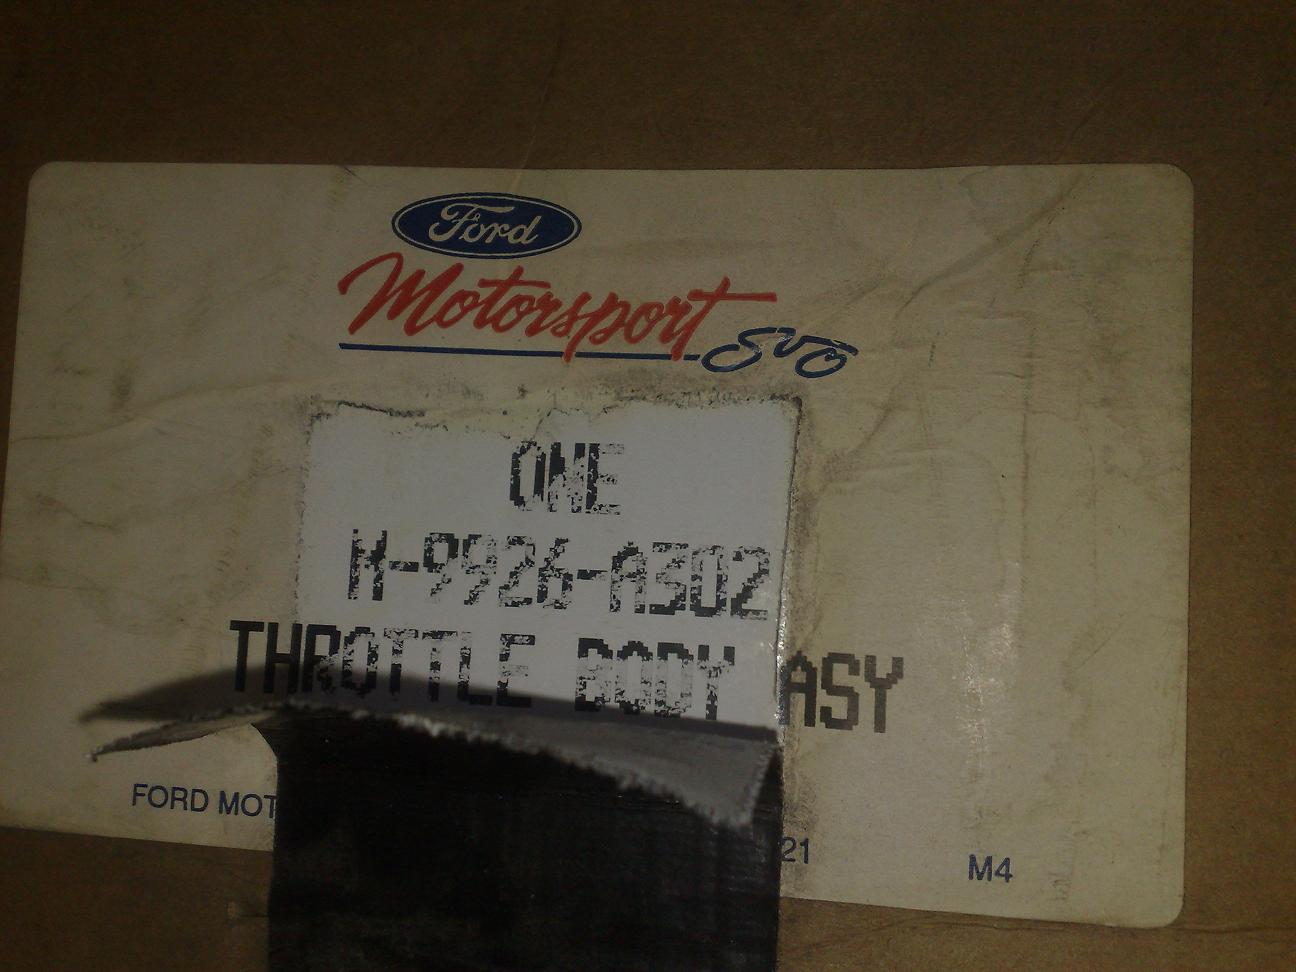 Ford
Motorsport
SVO
ONE
M-9926-A302
THROTTLE BODY ASY
FORD MOT
21
M4